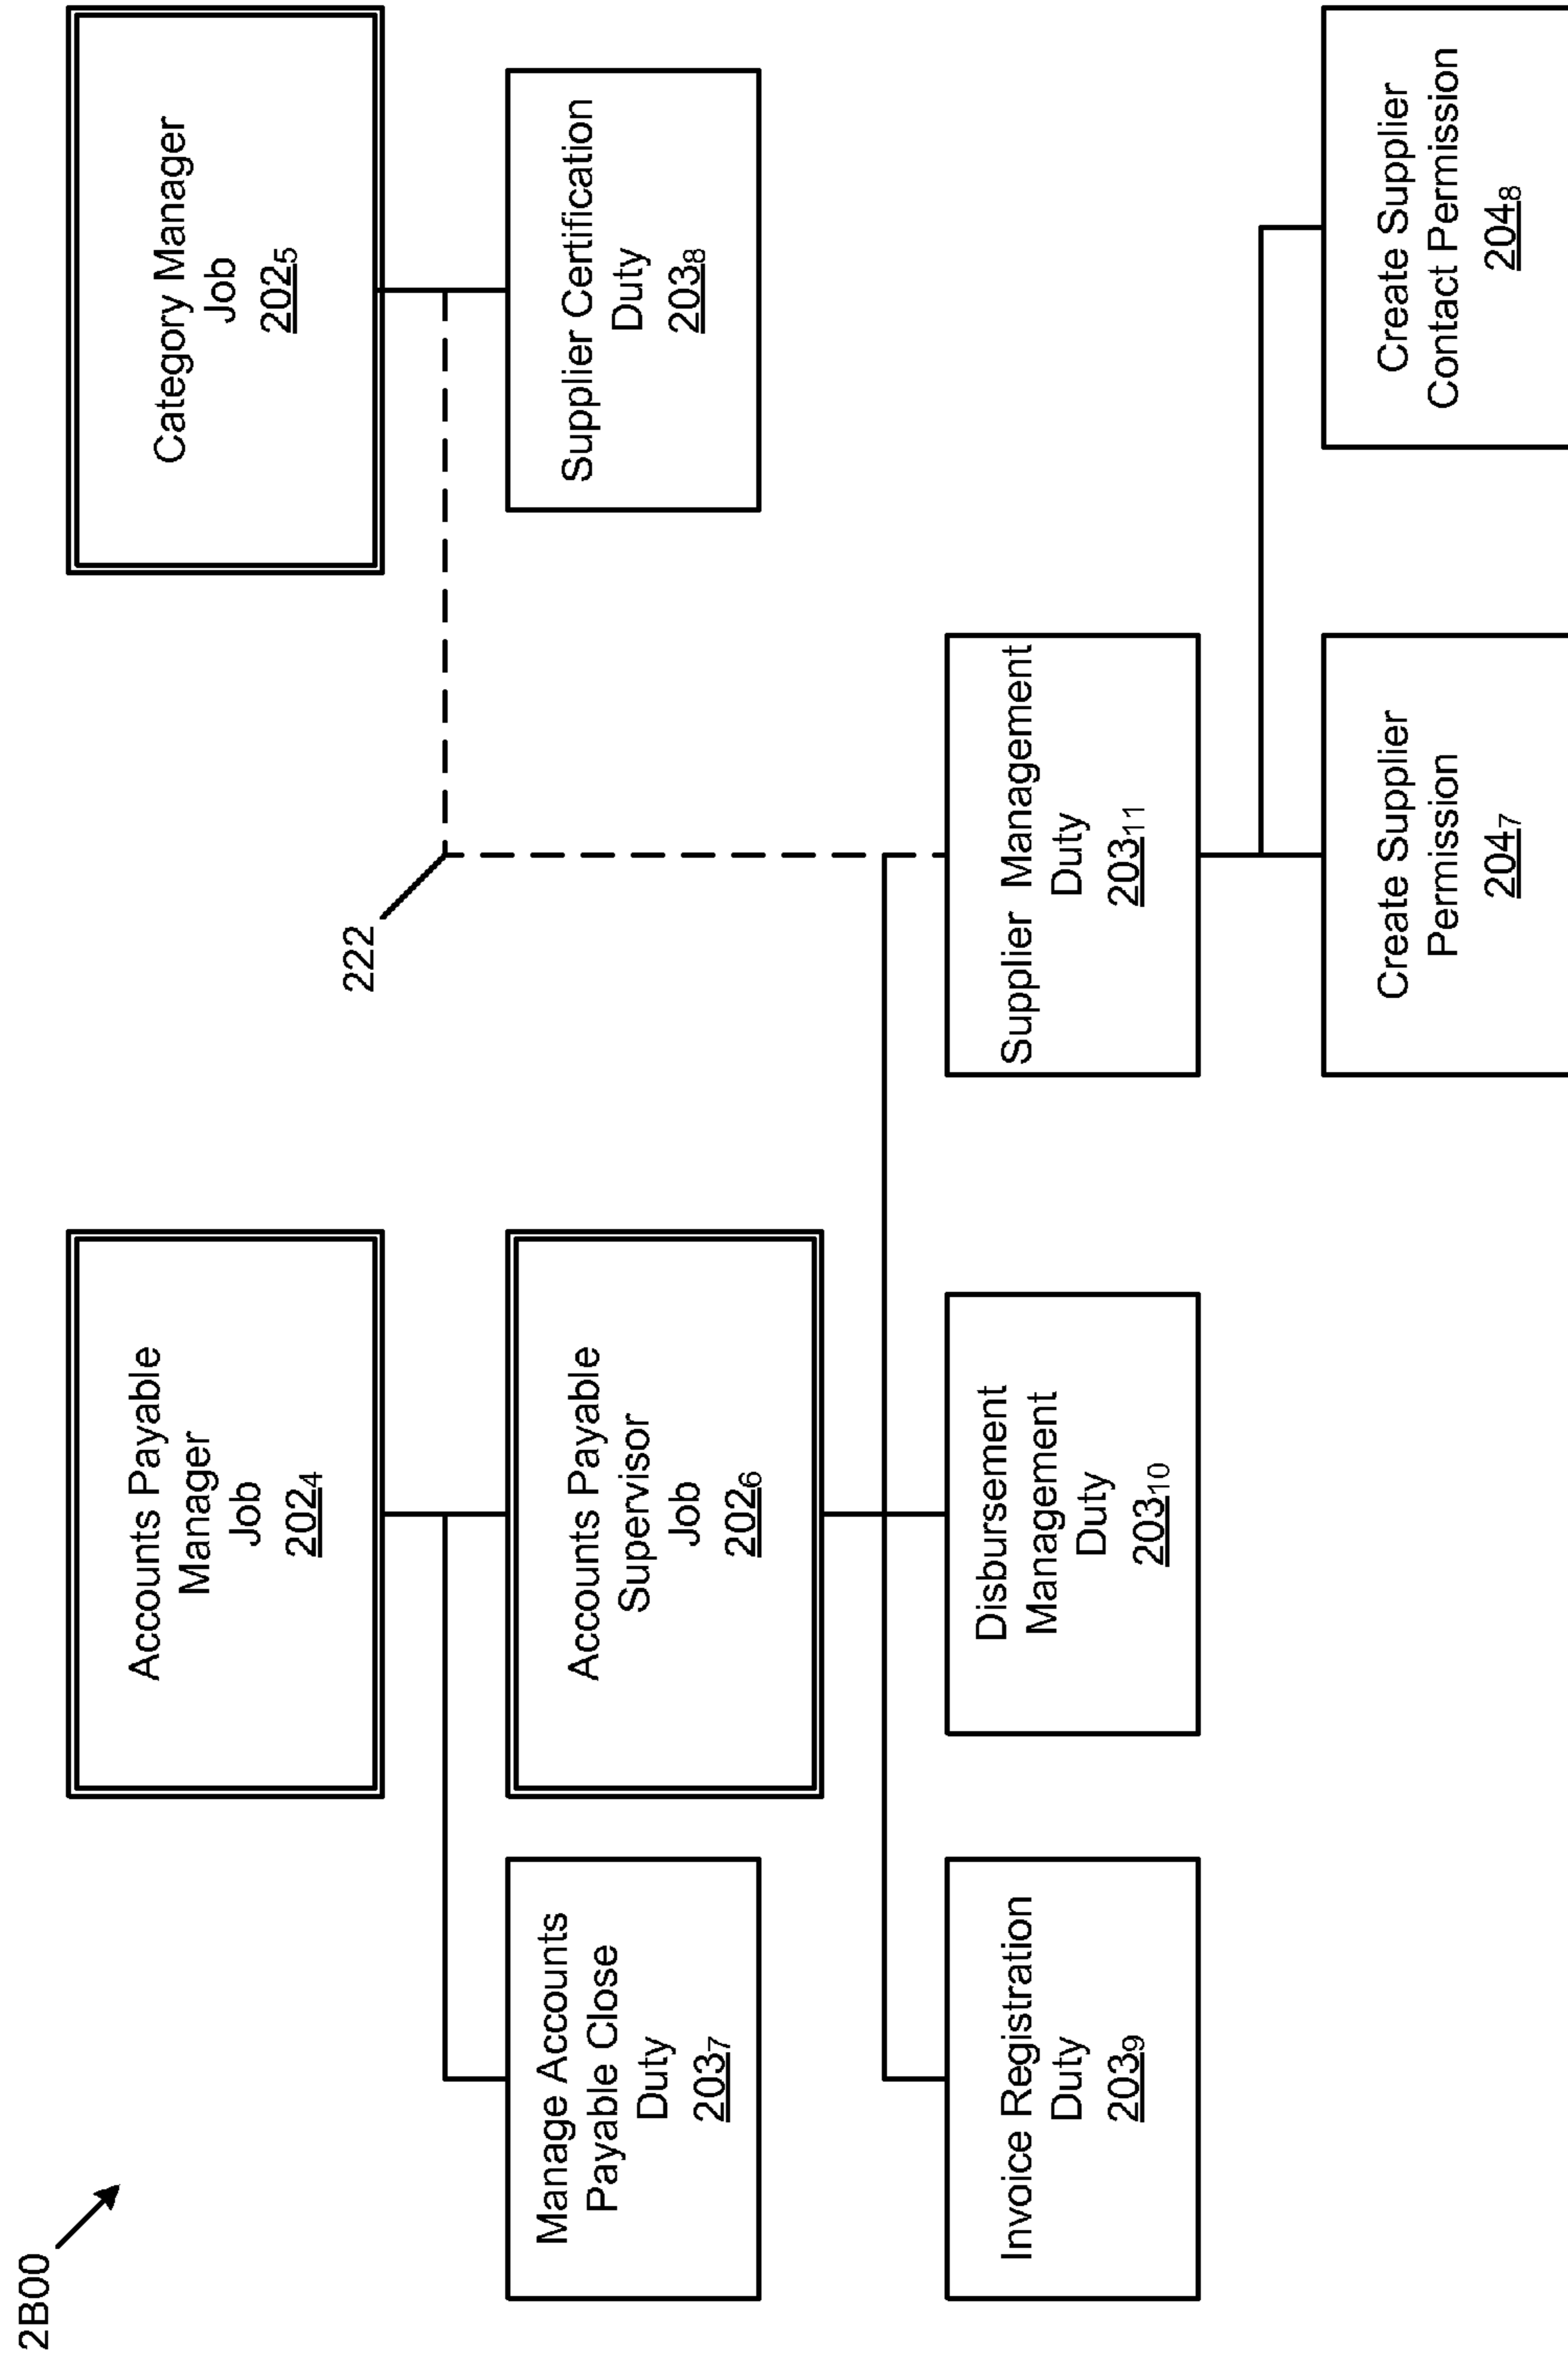 2B00
Accounts Payable
Manager
Job
202₄
Category Manager
Job
202₅
222
Manage Accounts
Payable Close
Duty
203₇
Accounts Payable
Supervisor
Job
202₆
Supplier Certification
Duty
203₈
Invoice Registration
Duty
203₉
Disbursement
Management
Duty
203₁₀
Supplier Management
Duty
203₁₁
Create Supplier
Permission
204₇
Create Supplier
Contact Permission
204₈